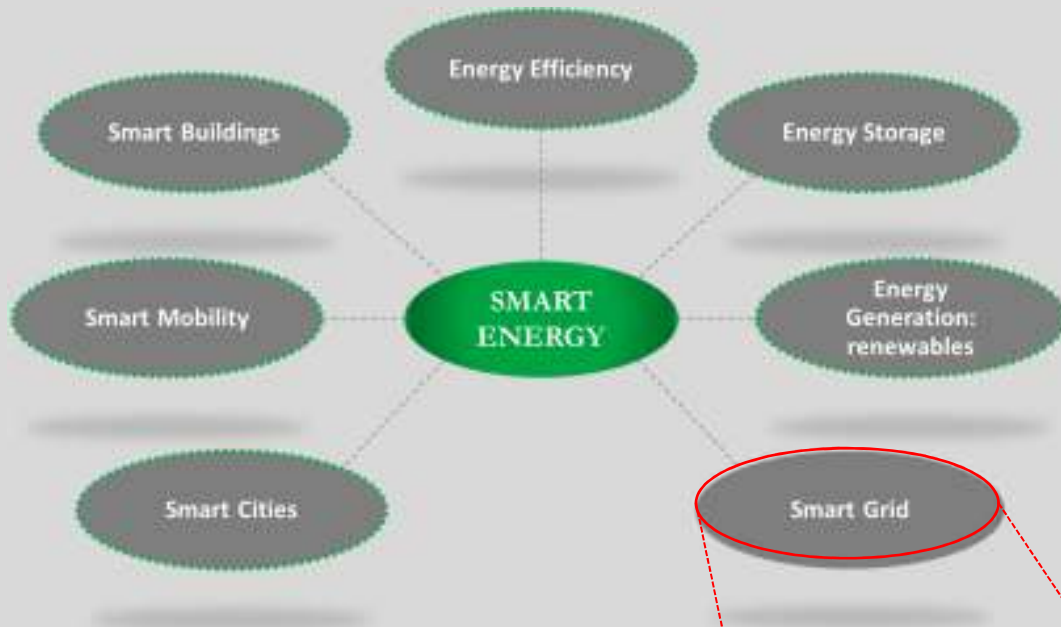 Energy Efficiency
Smart Buildings
Energy Storage
SMART
ENERGY
Smart Mobility
Energy
Generation:
renewables
Smart Cities
Smart Grid